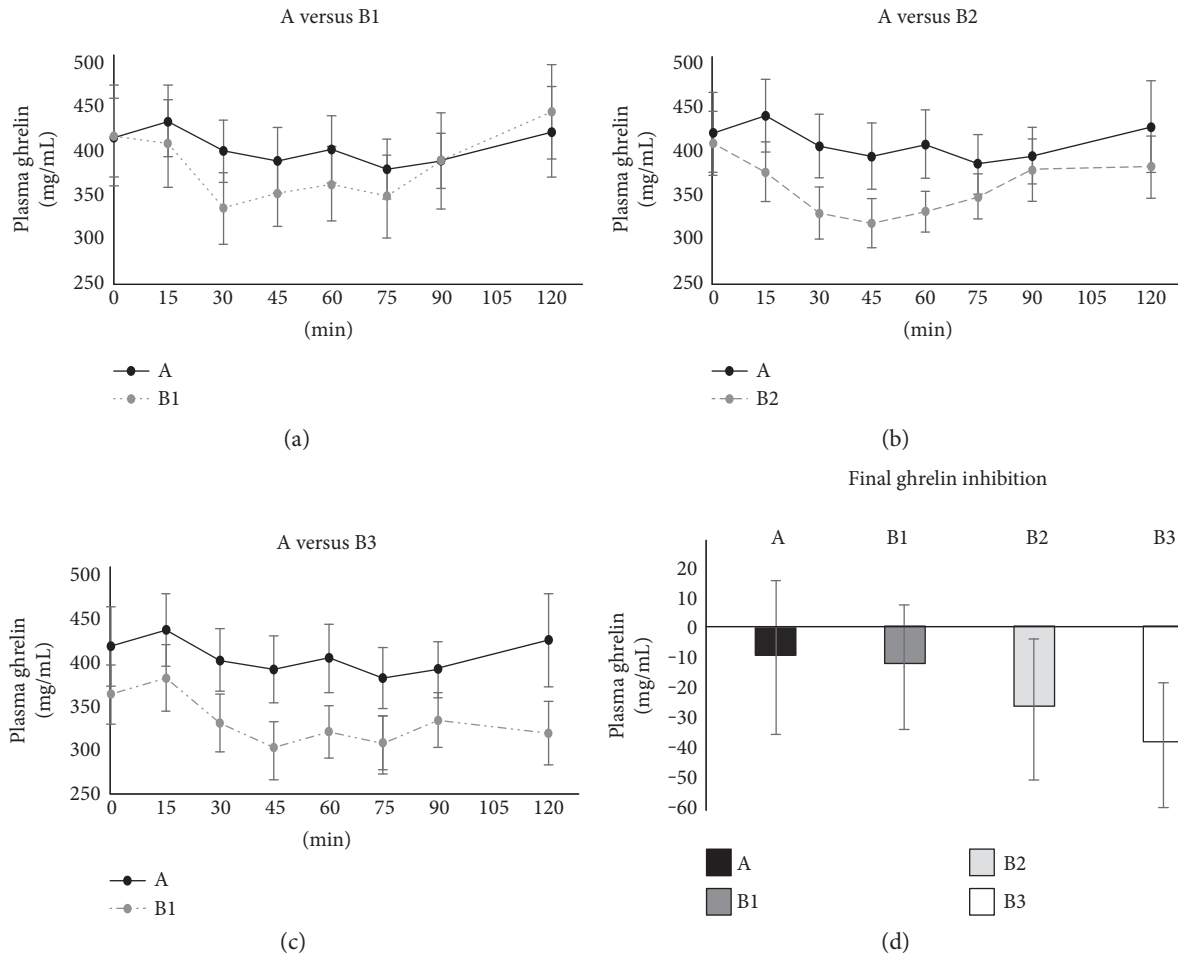 A versus B1
500
450
400
350
300
250
Plasma ghrelin
(mg/mL)
0 15 30 45 60 75 90 105 120
(min)
A
B1
(a)
A versus B2
500
450
400
350
300
250
Plasma ghrelin
(mg/mL)
0 15 30 45 60 75 90 105 120
(min)
A
B2
(b)
A versus B3
500
450
400
350
300
250
Plasma ghrelin
(mg/mL)
0 15 30 45 60 75 90 105 120
(min)
A
B1
(c)
Final ghrelin inhibition
A B1 B2 B3
20
10
0
-10
-20
-30
-40
-50
-60
Plasma ghrelin
(mg/mL)
A
B1
B2
B3
(d)